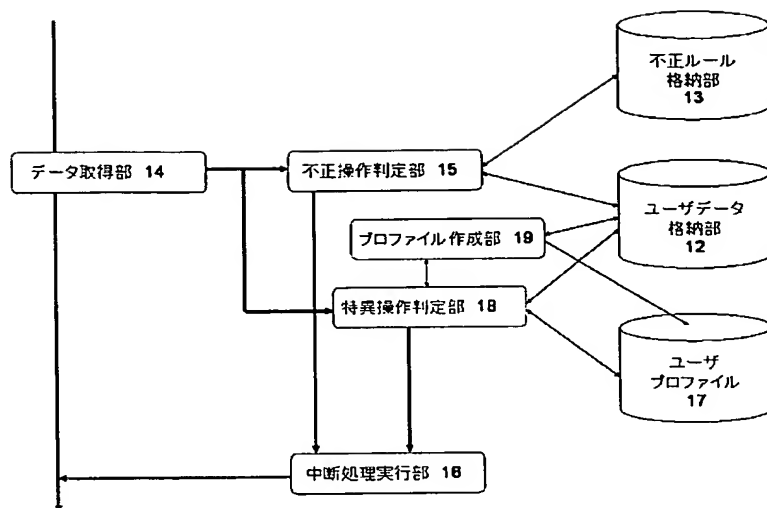 不正ルール
格納部
13
データ取得部 14
不正操作判定部 15
ユーザデータ
格納部
12
プロファイル作成部 19
特異操作判定部 18
ユーザ
プロファイル
17
中断処理実行部 16